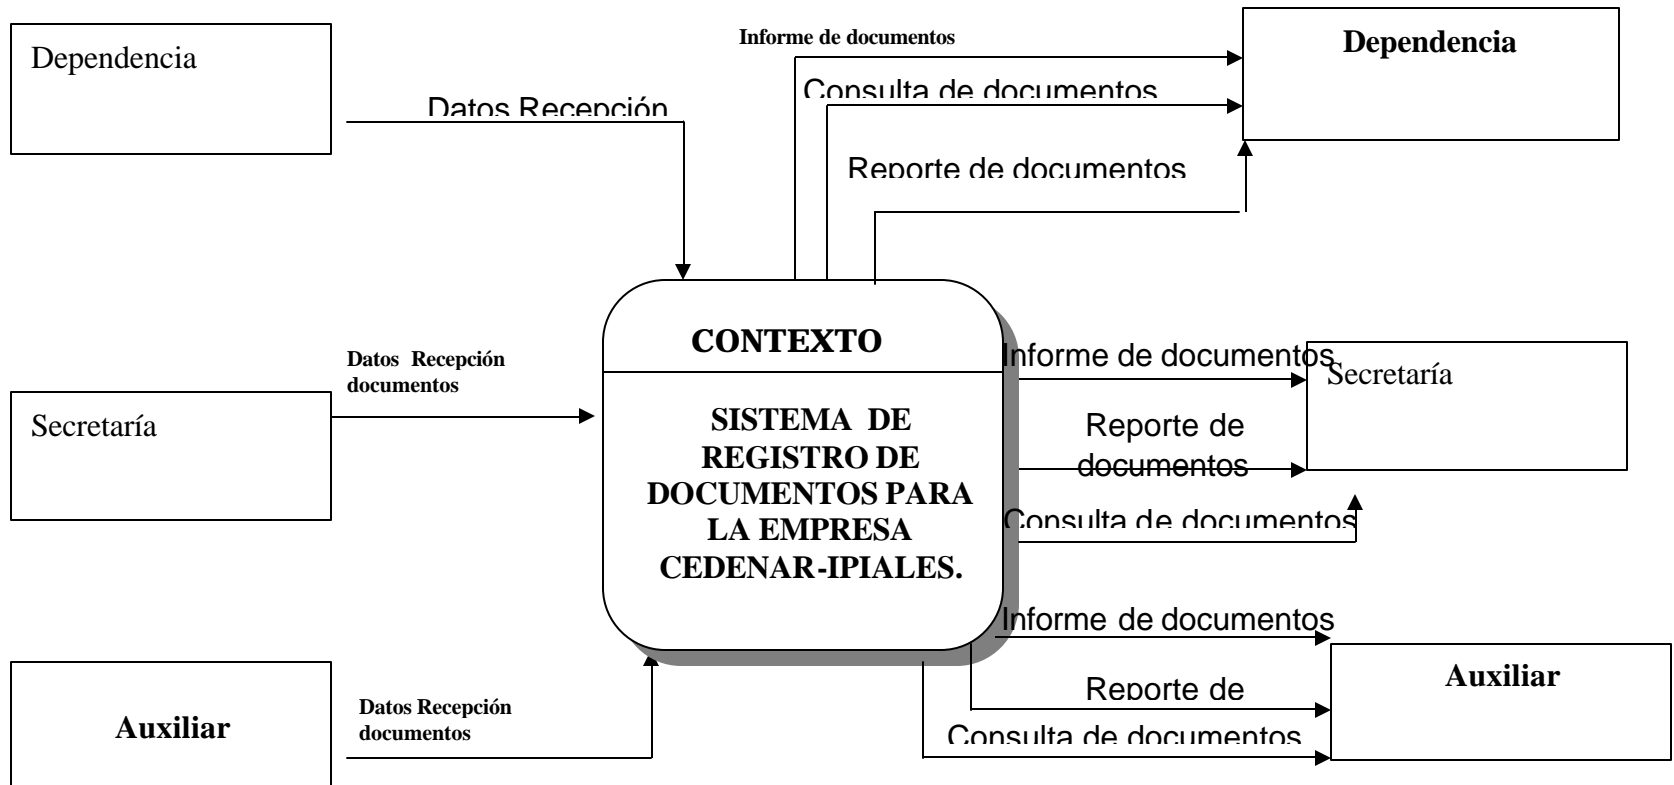 Dependencia
Informe de documentos
Dependencia
Datos Recepción
Consulta de documentos
Reporte de documentos
CONTEXTO
Datos Recepción
documentos
Informe de documentos
Secretaría
Secretaría
SISTEMA DE
REGISTRO DE
DOCUMENTOS PARA
LA EMPRESA
CEDENAR-IPIALES.
Reporte de
documentos
Consulta de documentos
Informe de documentos
Auxiliar
Datos Recepción
documentos
Auxiliar
Reporte de
Consulta de documentos